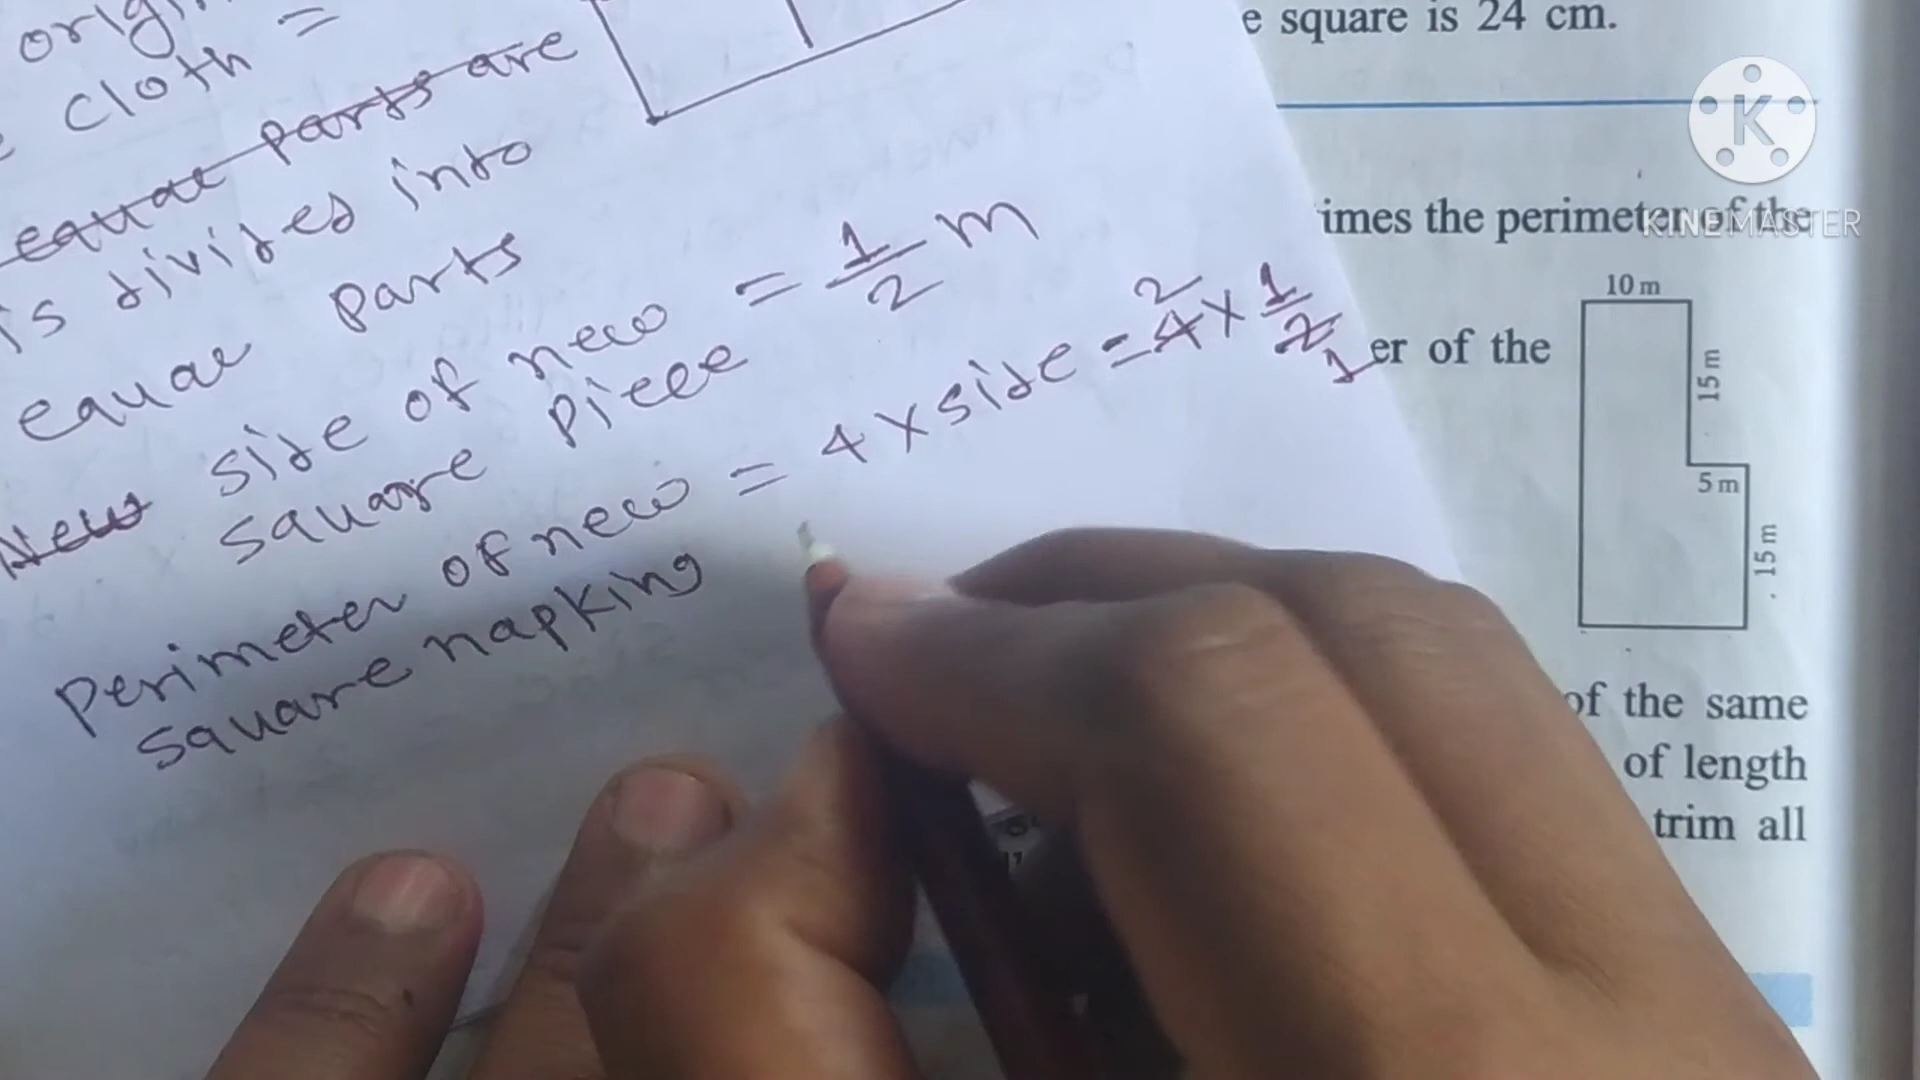 cloth =
equal parts are
is divides into
equal parts
New side of new = 1/2 m
square piece
Perimeter of new = 4 x side = 4 2 x 1/2 1
square napking
e square is 24 cm.
K
KINEMASTER
imes the perimeter of the
10 m
er of the
15 m
5 m
15 m
of the same
of length
trim all